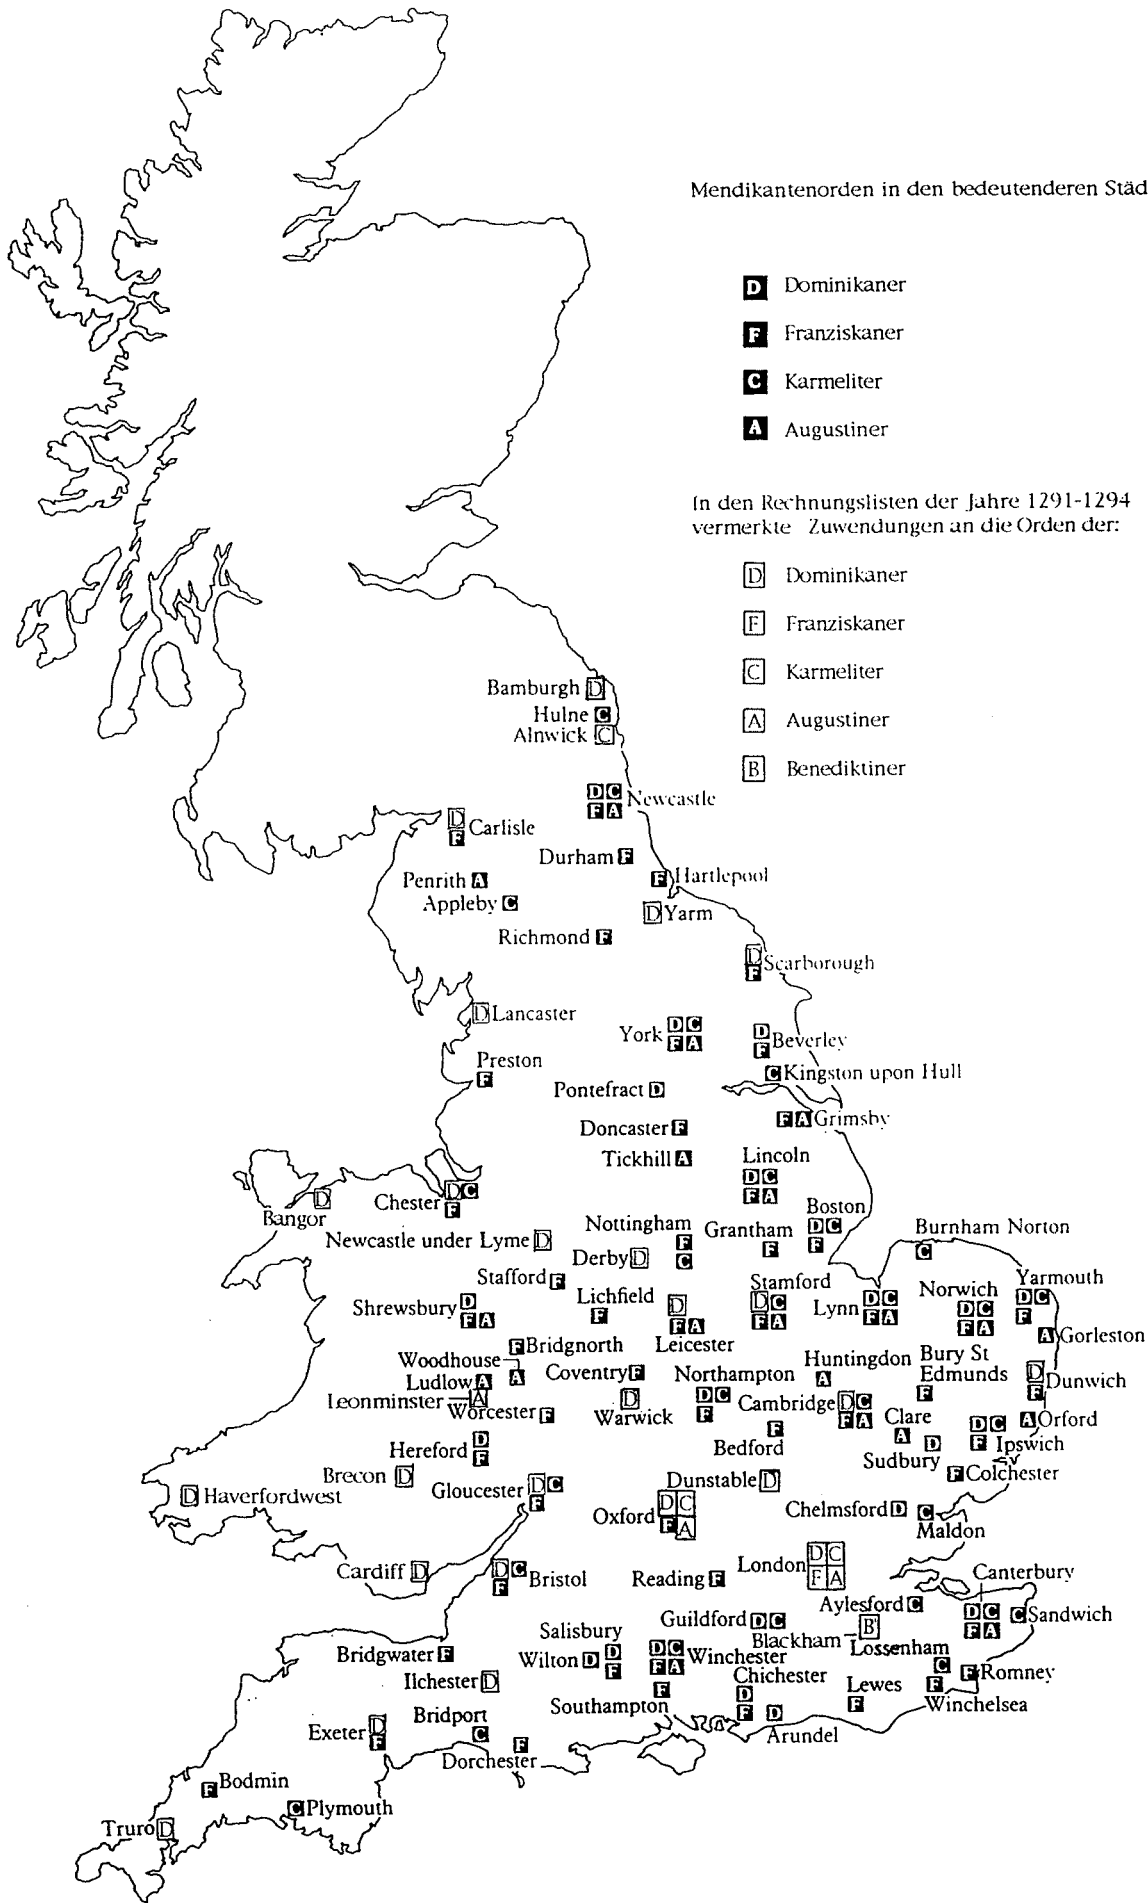 Mendikantenorden in den bedeutenderen Städ
D Dominikaner
F Franziskaner
C Karmeliter
A Augustiner
In den Rechnungslisten der Jahre 1291-1294
vermerkte Zuwendungen an die Orden der:
D Dominikaner
F Franziskaner
C Karmeliter
A Augustiner
B Benediktiner
Bamburgh D
Hulne C
Alnwick C
D C
F A Newcastle
D
F Carlisle
Durham F
Penrith A
F Hartlepool
Appleby C
D Yarm
Richmond F
D
F Scarborough
D Lancaster
York D C
F A
D
F Beverley
Preston
F
C Kingston upon Hull
Pontefract D
F A Grimsby
Doncaster F
Tickhill A
Lincoln
D C
F A
Bangor D
Chester D C
F
Boston
D C
F
Nottingham
F
C
Grantham
F
Burnham Norton
C
Newcastle under Lyme D
Derby D
Stafford F
Shrewsbury D
F A
Lichfield
F
D
F A
Leicester
Stamford
D C
F A
Lynn D C
F A
Norwich
D C
F A
Yarmouth
D C
F
A Gorleston
F Bridgnorth
Woodhouse
A
Ludlow A
Leonminster A
Coventry F
Northampton
D C
F
Huntingdon
A
Bury St
Edmunds
F
D
F Dunwich
Worcester F
D
Warwick
Cambridge D C
F A
Clare
A
A Orford
Hereford D
F
F
Bedford
D
Sudbury
D C
F Ipswich
Brecon D
Dunstable D
F Colchester
D Haverfordwest
Gloucester D C
F
Oxford D C
F A
Chelmsford D
C
Maldon
Cardiff D
D C
F Bristol
Reading F
London D C
F A
Canterbury
D C
F A
Aylesford C
C Sandwich
Guildford D C
Blackham B
Lossenham
C
Bridgwater F
Salisbury
D
F
Wilton D
D C
F A Winchester
Ilchester D
F
Southampton
Chichester
D
F
D
Arundel
Lewes
F
F Romney
F
Winchelsea
Exeter D
F
Bridport
C
F
Dorchester
F Bodmin
C Plymouth
Truro D